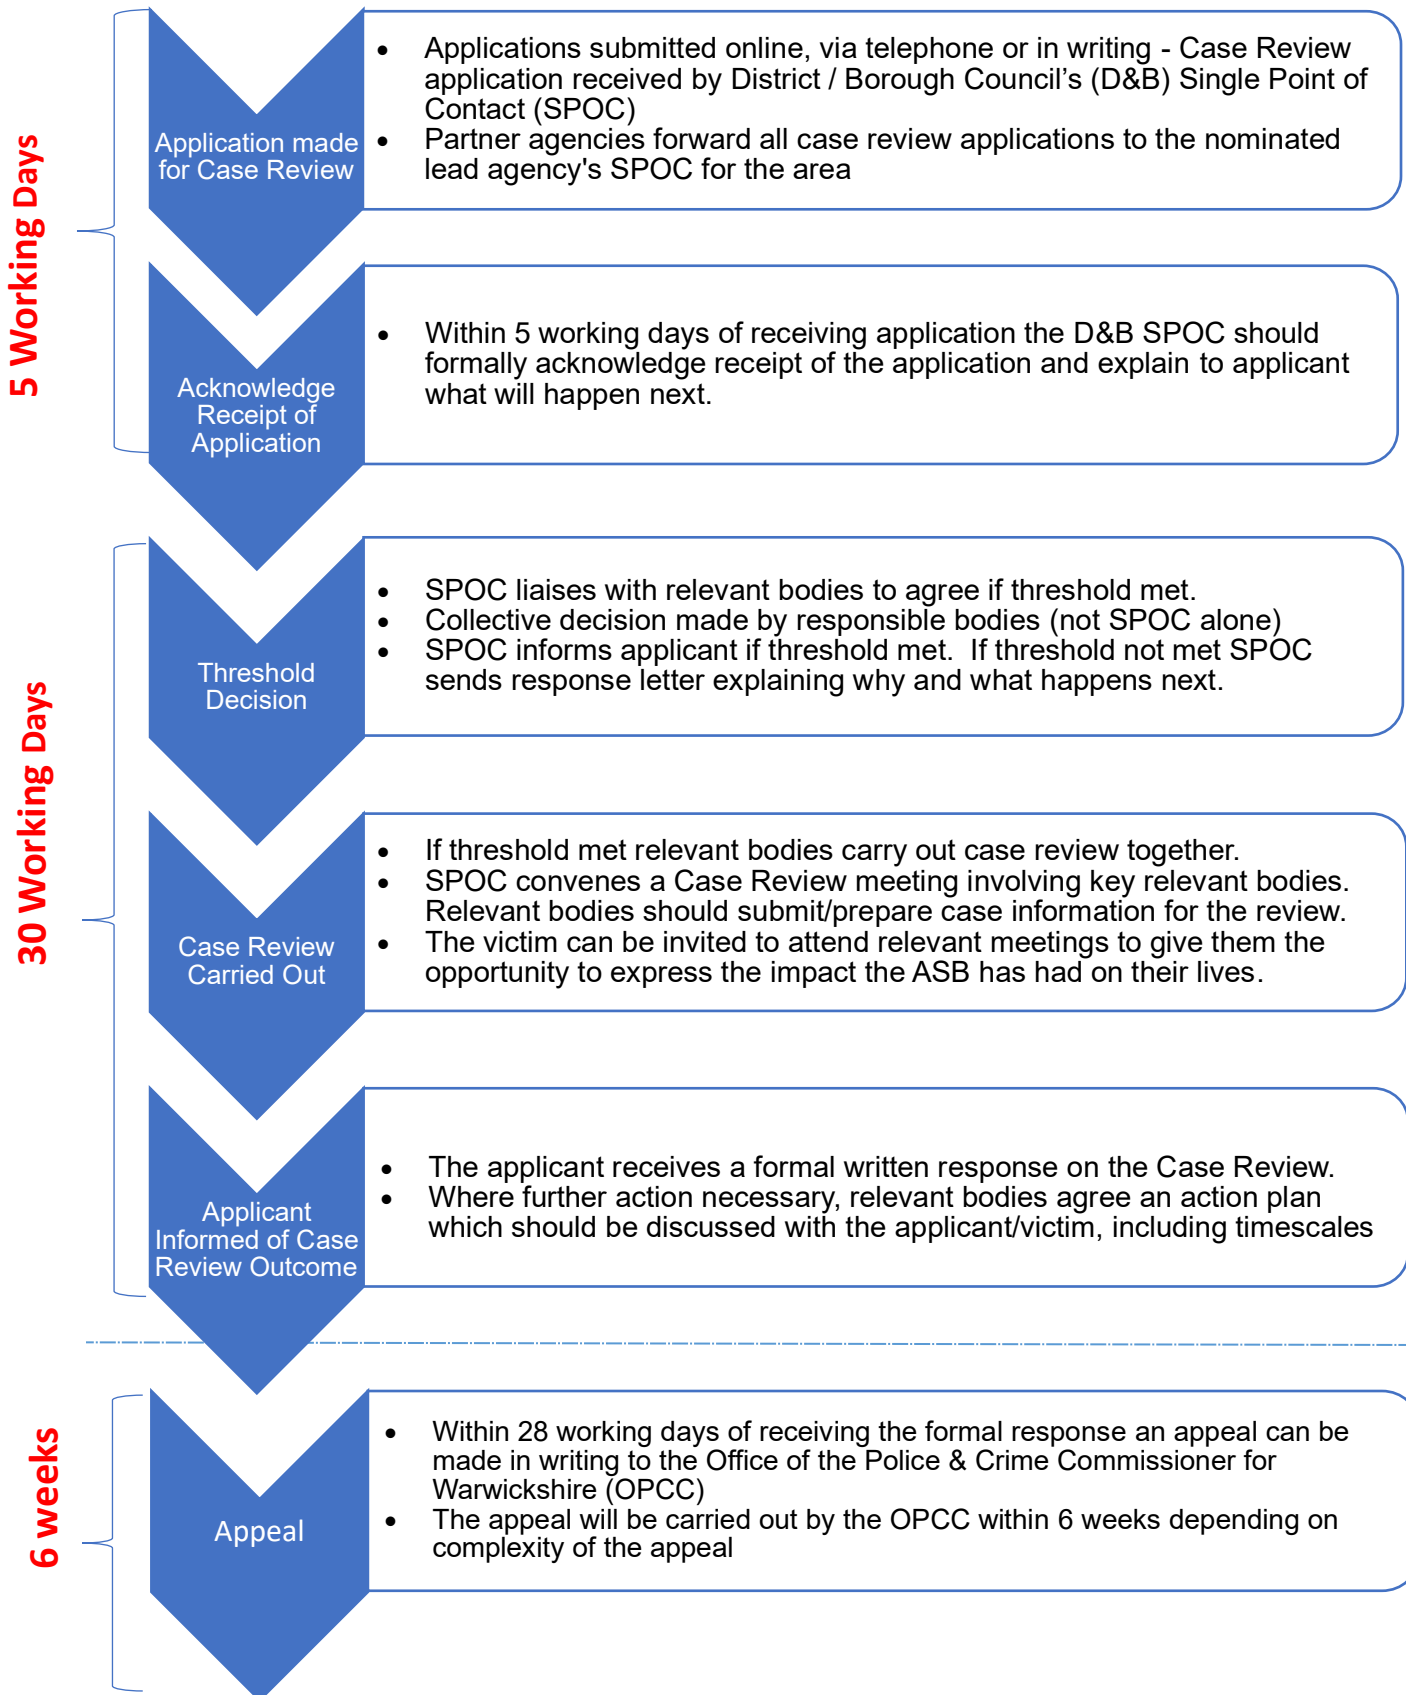 5 Working Days
Application made
for Case Review
• Applications submitted online, via telephone or in writing - Case Review
application received by District / Borough Council’s (D&B) Single Point of
Contact (SPOC)
• Partner agencies forward all case review applications to the nominated
lead agency's SPOC for the area
Acknowledge
Receipt of
Application
• Within 5 working days of receiving application the D&B SPOC should
formally acknowledge receipt of the application and explain to applicant
what will happen next.
30 Working Days
Threshold
Decision
• SPOC liaises with relevant bodies to agree if threshold met.
• Collective decision made by responsible bodies (not SPOC alone)
• SPOC informs applicant if threshold met.  If threshold not met SPOC
sends response letter explaining why and what happens next.
Case Review
Carried Out
• If threshold met relevant bodies carry out case review together.
• SPOC convenes a Case Review meeting involving key relevant bodies.
Relevant bodies should submit/prepare case information for the review.
• The victim can be invited to attend relevant meetings to give them the
opportunity to express the impact the ASB has had on their lives.
Applicant
Informed of Case
Review Outcome
• The applicant receives a formal written response on the Case Review.
• Where further action necessary, relevant bodies agree an action plan
which should be discussed with the applicant/victim, including timescales
6 weeks
Appeal
• Within 28 working days of receiving the formal response an appeal can be
made in writing to the Office of the Police & Crime Commissioner for
Warwickshire (OPCC)
• The appeal will be carried out by the OPCC within 6 weeks depending on
complexity of the appeal